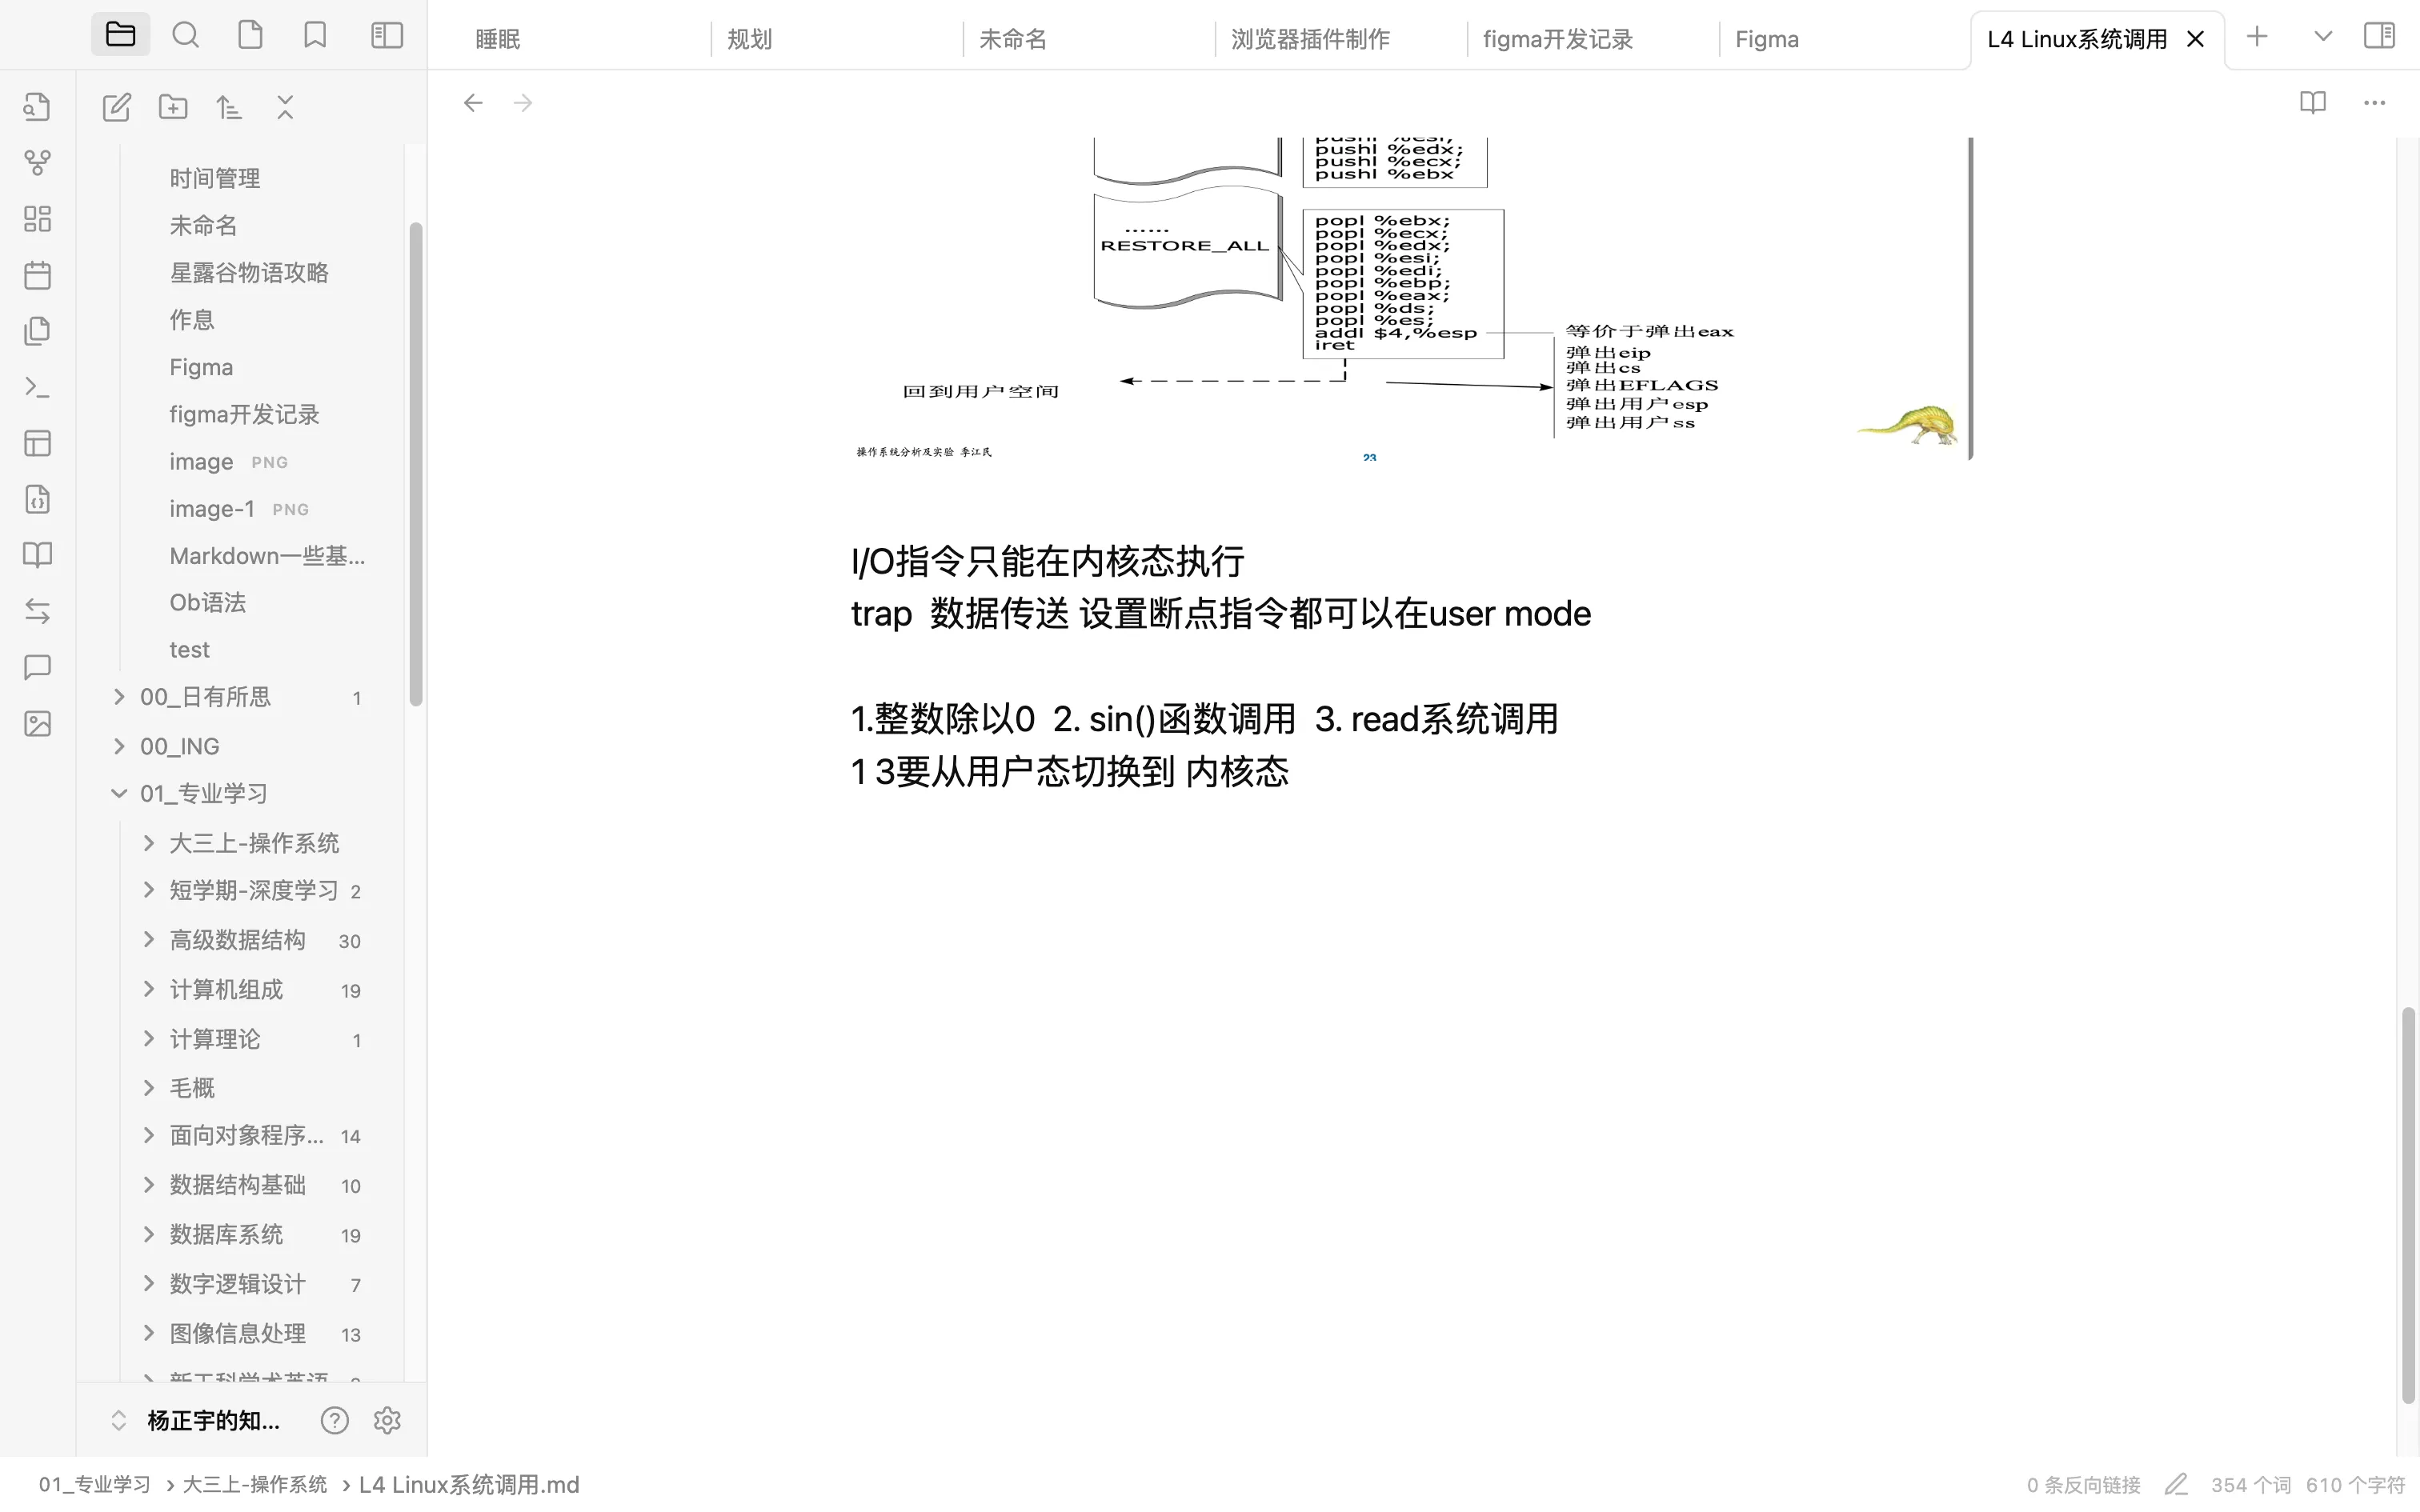 睡眠
规划
未命名
浏览器插件制作
figma开发记录
Figma
L4 Linux系统调用
时间管理
未命名
星露谷物语攻略
作息
Figma
figma开发记录
image PNG
image-1 PNG
Markdown一些基...
Ob语法
test
00_日有所思 1
00_ING
01_专业学习
大三上-操作系统
短学期-深度学习 2
高级数据结构 30
计算机组成 19
计算理论 1
毛概
面向对象程序... 14
数据结构基础 10
数据库系统 19
数字逻辑设计 7
图像信息处理 13
杨正宇的知...
pushl %edx;
pushl %ecx;
pushl %ebx
......
RESTORE_ALL
popl %ebx;
popl %ecx;
popl %edx;
popl %esi;
popl %edi;
popl %ebp;
popl %eax;
popl %ds;
popl %es;
addl $4,%esp
iret
等价于弹出eax
弹出eip
弹出cs
弹出EFLAGS
弹出用户esp
弹出用户ss
回到用户空间
操作系统分析及实验 李江民
23
I/O指令只能在内核态执行
trap 数据传送 设置断点指令都可以在user mode
1.整数除以0 2. sin()函数调用 3. read系统调用
1 3要从用户态切换到 内核态
01_专业学习 › 大三上-操作系统 › L4 Linux系统调用.md
0 条反向链接 354 个词 610 个字符